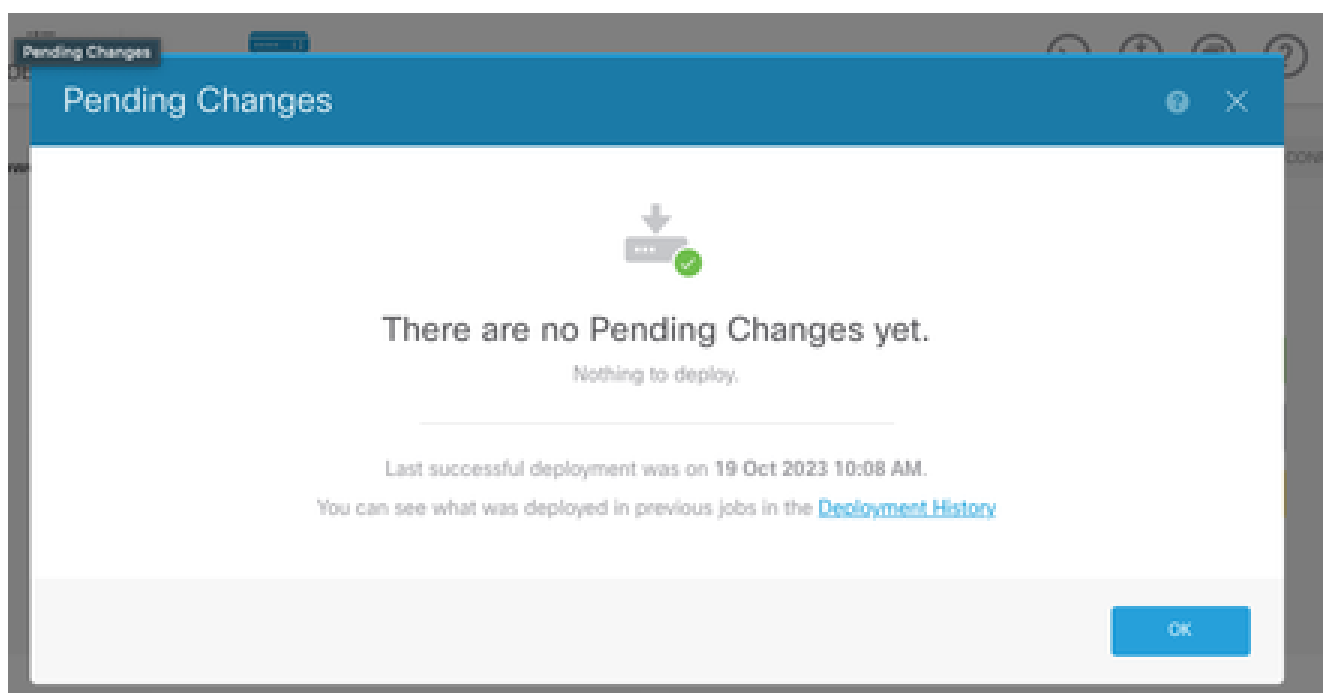 Pending Changes
Pending Changes
There are no Pending Changes yet.
Nothing to deploy.
Last successful deployment was on 19 Oct 2023 10:08 AM.
You can see what was deployed in previous jobs in the Deployment History
OK